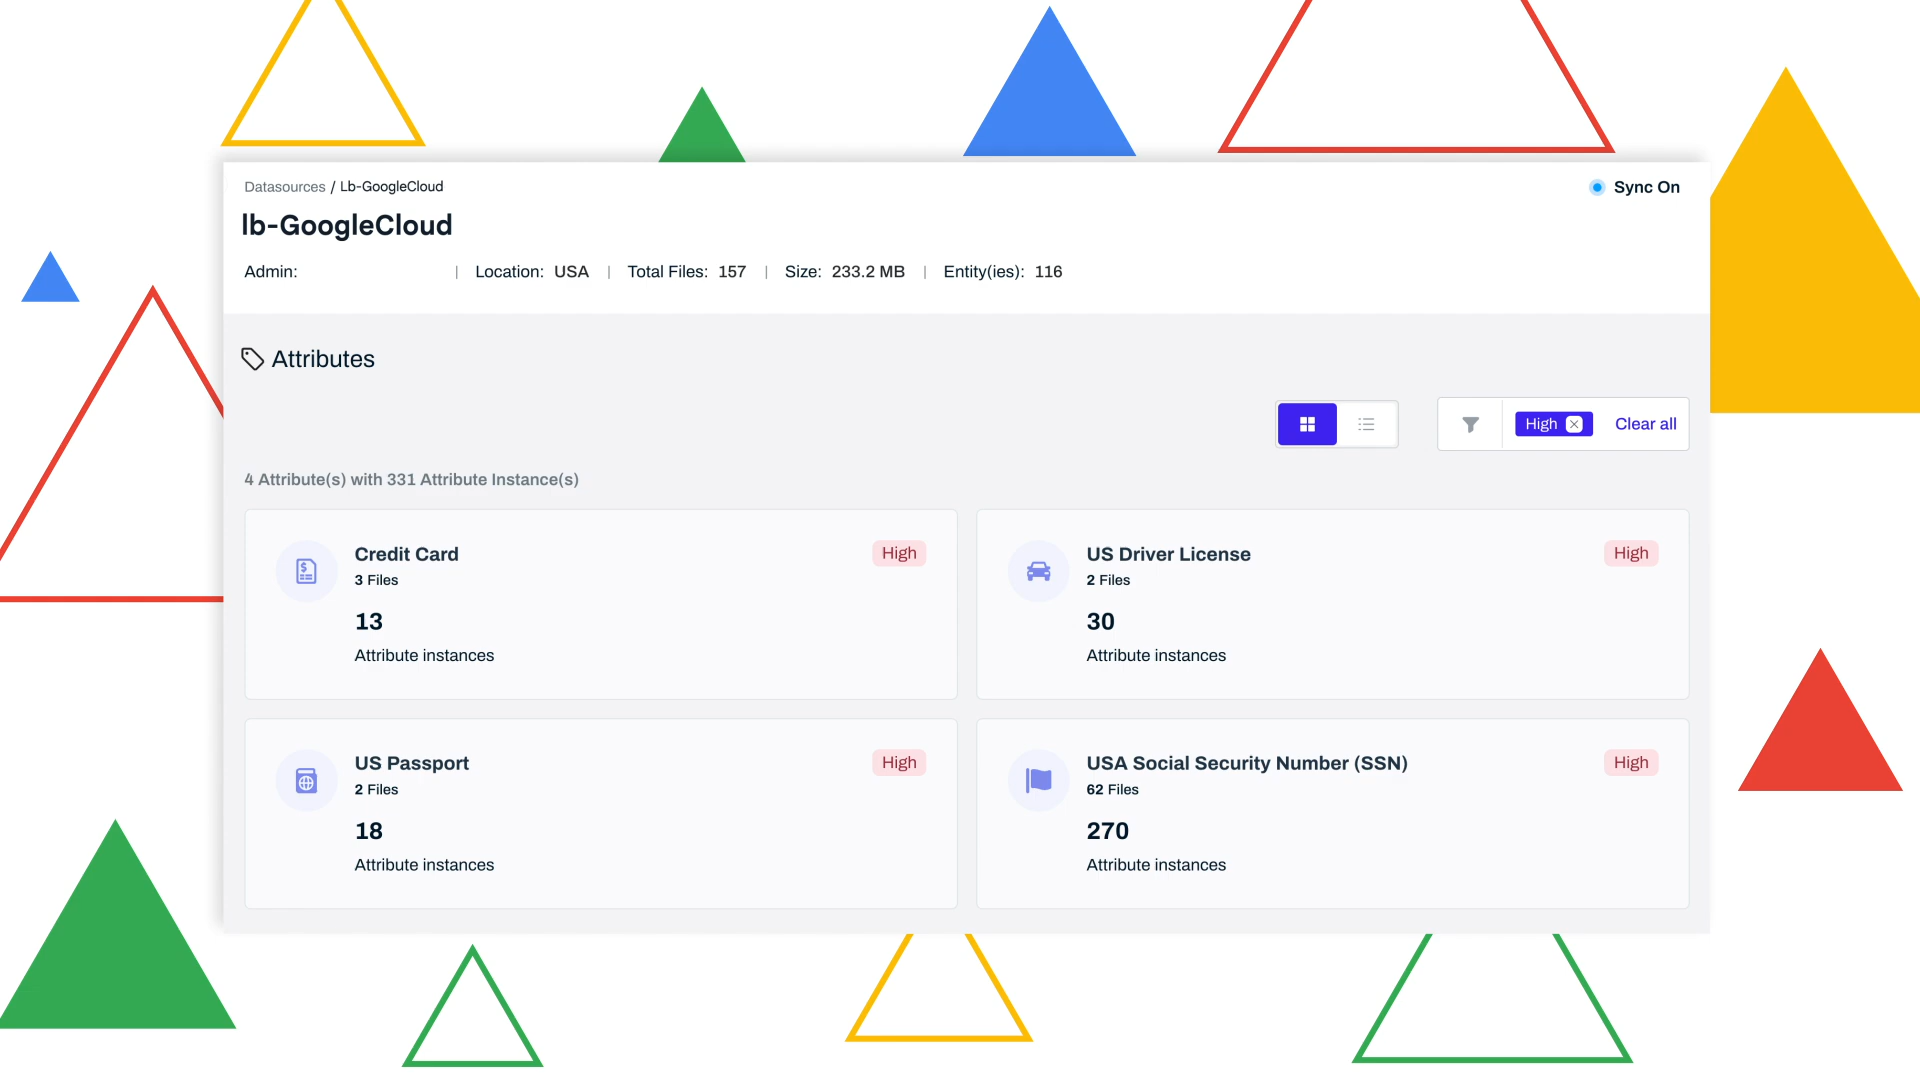 Datasources / Lb-GoogleCloud
Sync On
lb-GoogleCloud
Admin: | Location: USA | Total Files: 157 | Size: 233.2 MB | Entity(ies): 116
Attributes
High
Clear all
4 Attribute(s) with 331 Attribute Instance(s)
Credit Card
High
3 Files
13
Attribute instances
US Driver License
High
2 Files
30
Attribute instances
US Passport
High
2 Files
18
Attribute instances
USA Social Security Number (SSN)
High
62 Files
270
Attribute instances